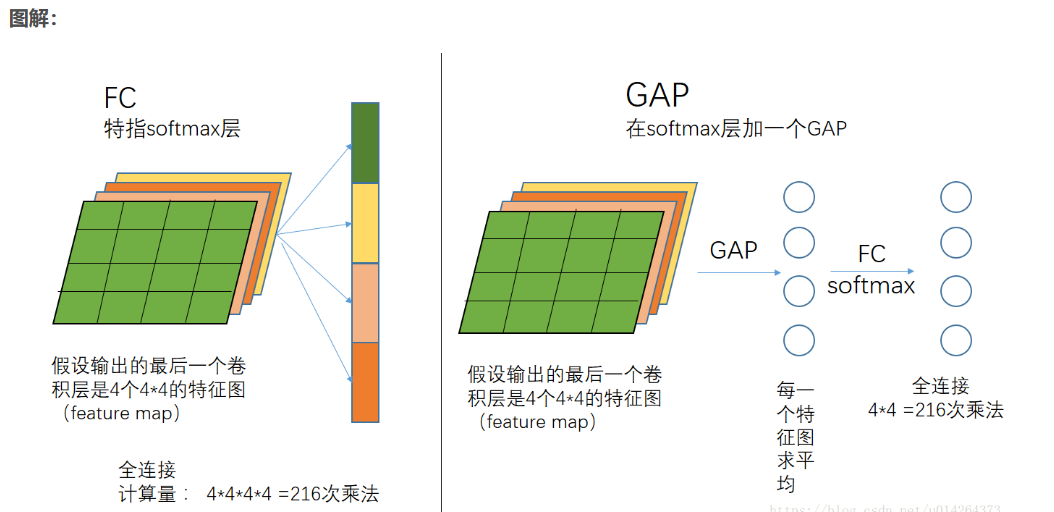 图解：
FC
特指softmax层
假设输出的最后一个卷
积层是4个4*4的特征图
（feature map）
全连接
计算量： 4*4*4*4 =216次乘法
GAP
在softmax层加一个GAP
假设输出的最后一个卷
积层是4个4*4的特征图
（feature map）
GAP
每一
个特
征图
求平
均
FC
softmax
全连接
4*4 =216次乘法
https://blog.csdn.net/u014264373